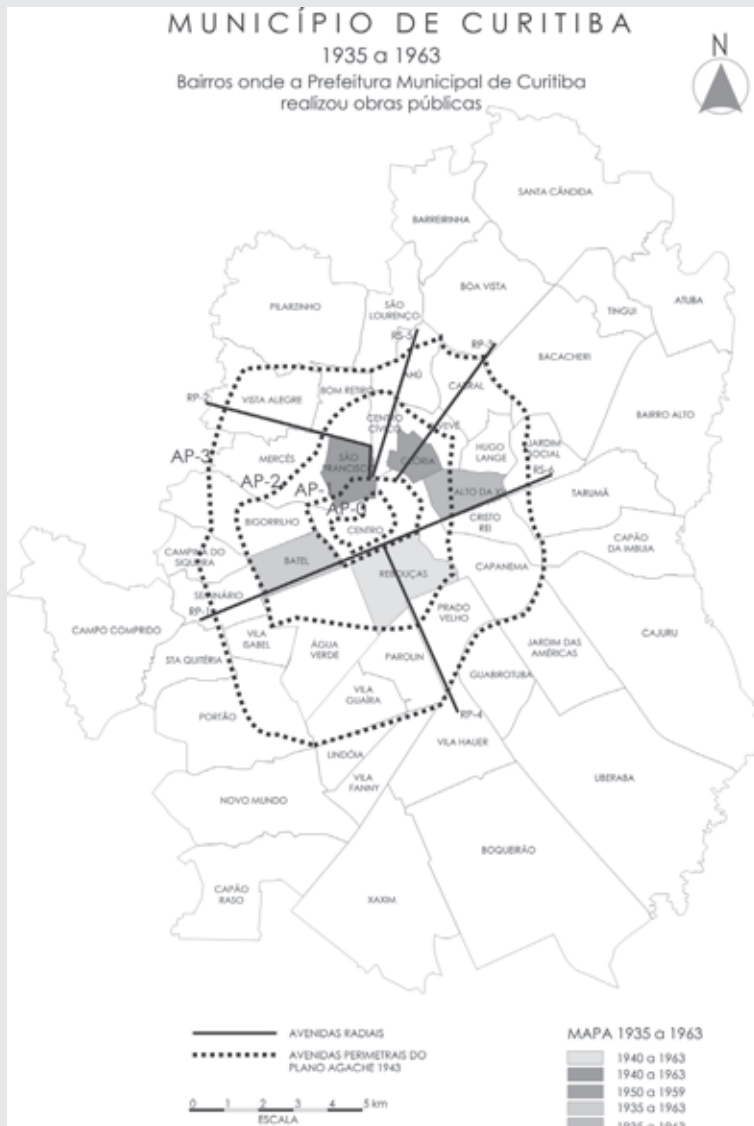 MUNICÍPIO DE CURITIBA
1935 a 1963
Bairros onde a Prefeitura Municipal de Curitiba
realizou obras públicas
N
SANTA CÂNDIDA
BARREIRINHA
BOA VISTA
ATUBA
TINGUI
PILARZINHO
SÃO
LOURENÇO
RS-5
RP-3
BACACHERI
AHÚ
CABRAL
BOM RETIRO
VISTA ALEGRE
RP-2
BAIRRO ALTO
CENTRO
CÍVICO
HUGO
LANGE
JARDIM
SOCIAL
RS-6
MERCÊS
SÃO
FRANCISCO
GLÓRIA
AP-3
AP-2
AP-
AP-0
ALTO DA
TARUMÃ
BIGORRILHO
CENTRO
CRISTO
REI
CAPÃO
DA IMBUIA
CAMPINA DO
SIQUEIRA
BATEL
REBOUÇAS
CAPANEMA
SEMINÁRIO
RP-1
PRADO
VELHO
CAMPO COMPRIDO
VILA
ISABEL
ÁGUA
VERDE
PAROLIN
JARDIM DAS
AMÉRICAS
CAJURU
STA QUITÉRIA
GUABIROTUBA
VILA
GUAÍRA
PORTÃO
RP-4
VILA HAUER
LINDÓIA
UBERABA
VILA
FANNY
NOVO MUNDO
BOQUEIRÃO
CAPÃO
RASO
XAXIM
AVENIDAS RADIAIS
AVENIDAS PERIMETRAIS DO
PLANO AGACHE 1943
0 1 2 3 4 5 km
ESCALA
MAPA 1935 a 1963
1940 a 1963
1940 a 1963
1950 a 1959
1935 a 1963
1935 a 1963